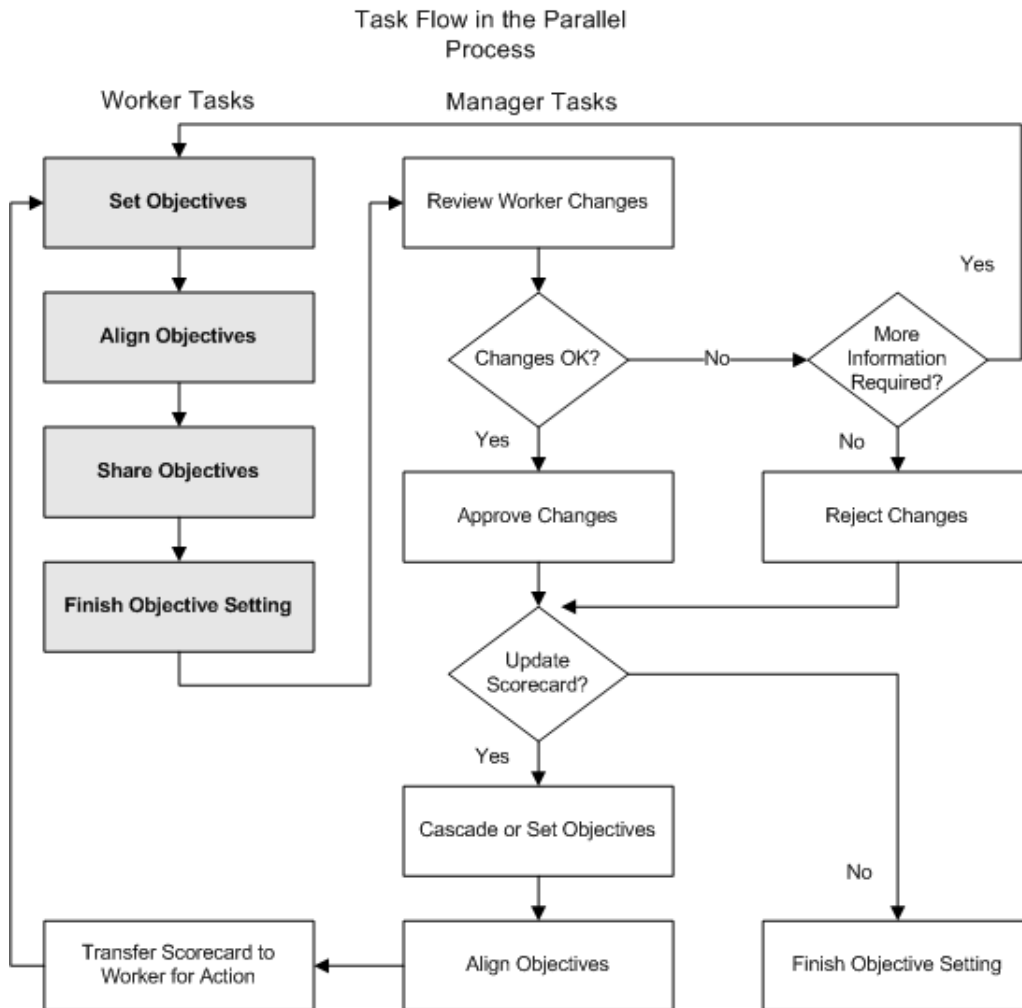 Task Flow in the Parallel
Process
Worker Tasks
Manager Tasks
Set Objectives
Review Worker Changes
Yes
Align Objectives
Changes OK?
No
More
Information
Required?
Yes
No
Share Objectives
Approve Changes
Reject Changes
Finish Objective Setting
Update
Scorecard?
Yes
Cascade or Set Objectives
No
Transfer Scorecard to
Worker for Action
Align Objectives
Finish Objective Setting